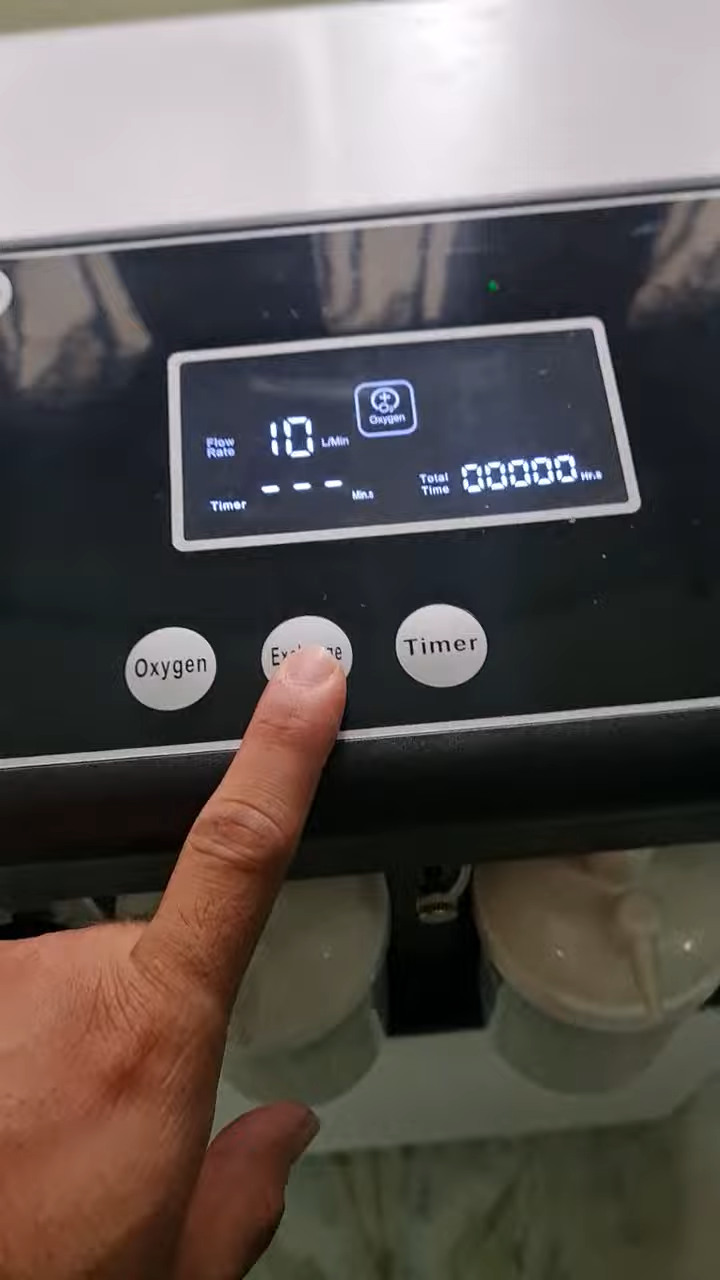 Oxygen
Flow Rate 10 L/Min
Timer --- Min.s
Total Time 00000 Hr.s
Oxygen
Timer